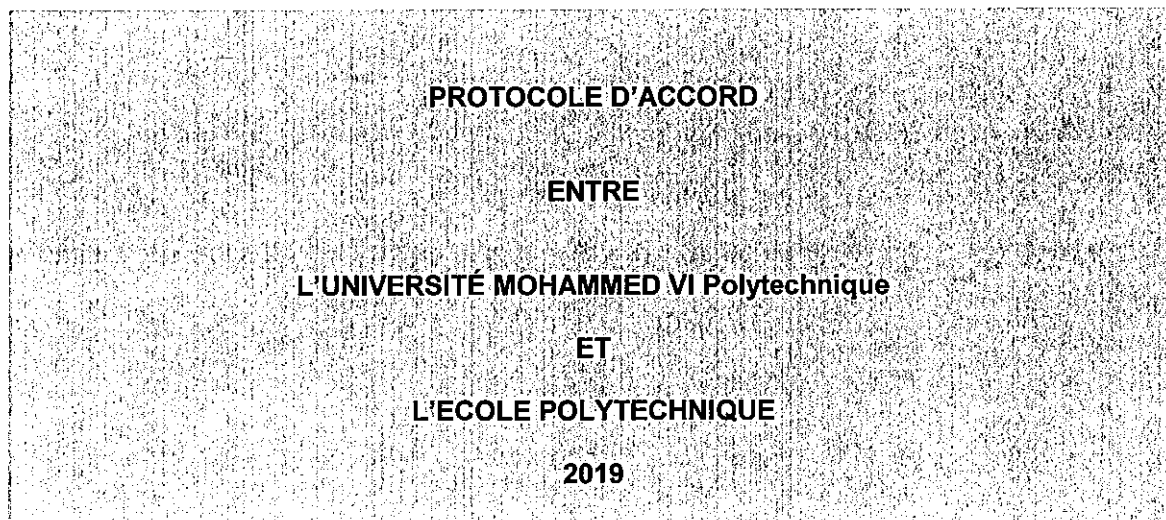 PROTOCOLE D'ACCORD
ENTRE
L'UNIVERSITÉ MOHAMMED VI Polytechnique
ET
L'ECOLE POLYTECHNIQUE
2019